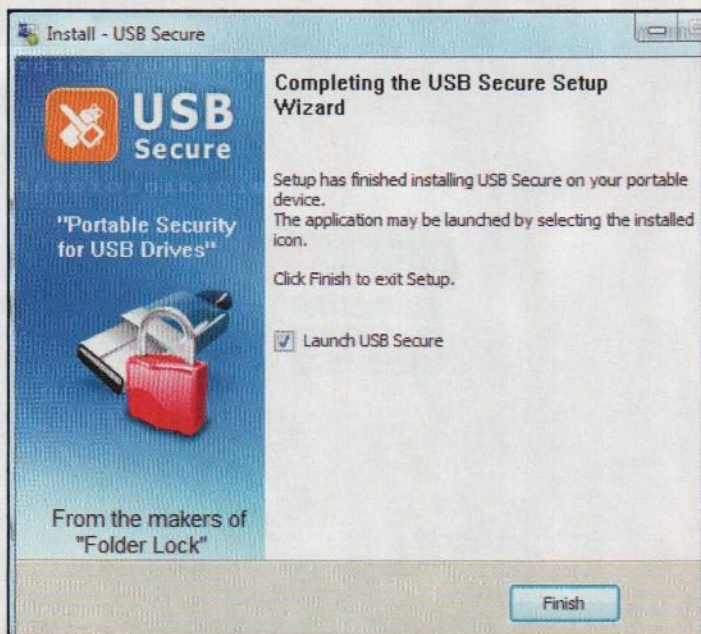 Install - USB Secure
USB
Secure
"Portable Security
for USB Drives"
From the makers of
"Folder Lock"
Completing the USB Secure Setup
Wizard
Setup has finished installing USB Secure on your portable
device.
The application may be launched by selecting the installed
icon.
Click Finish to exit Setup.
Launch USB Secure
Finish